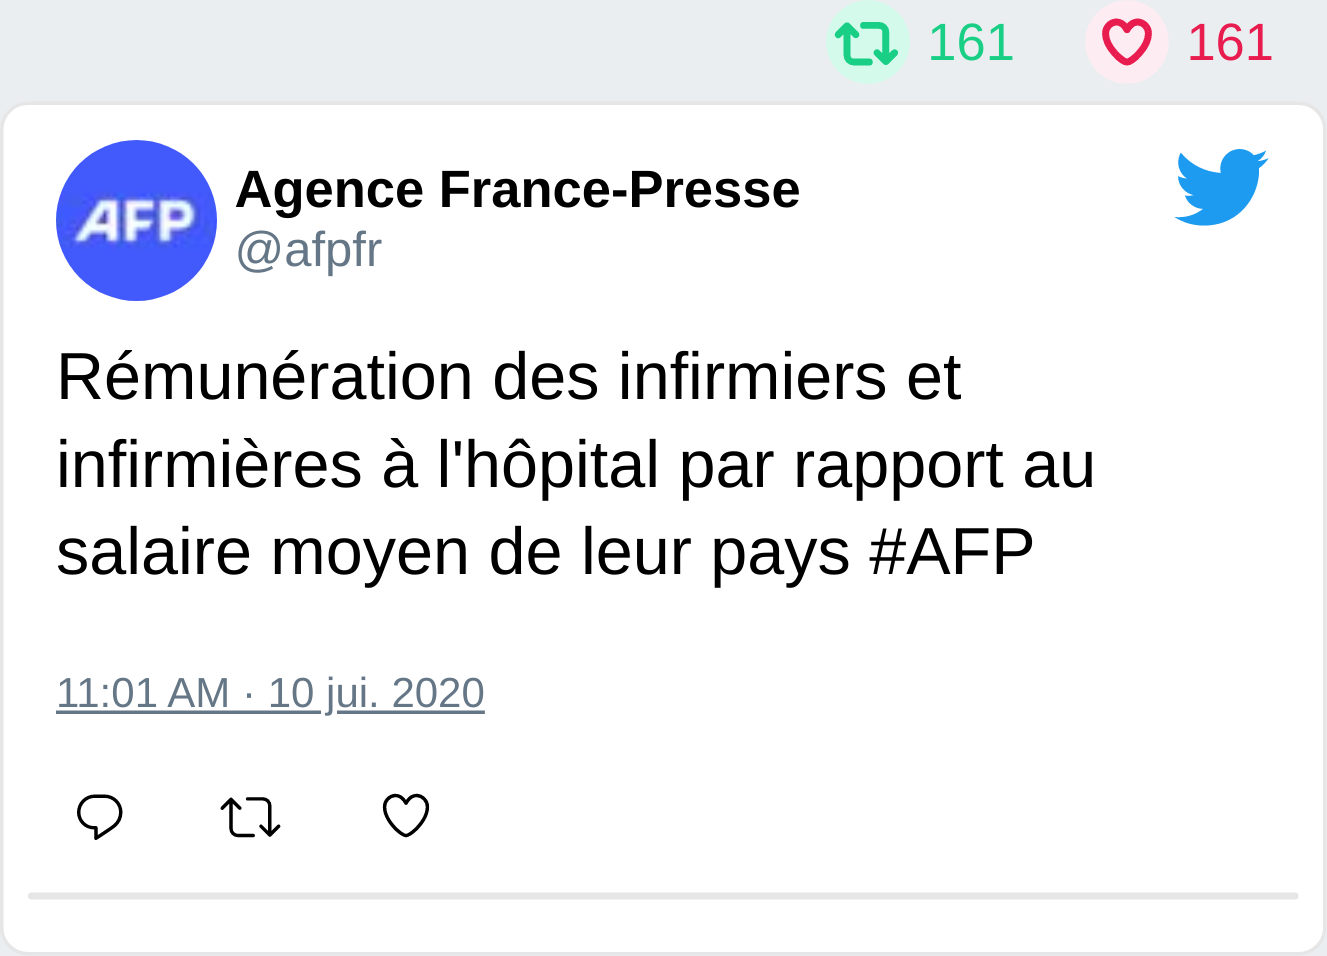 161 161
AFP
Agence France-Presse
@afpfr
Rémunération des infirmiers et
infirmières à l'hôpital par rapport au
salaire moyen de leur pays #AFP
11:01 AM · 10 jui. 2020